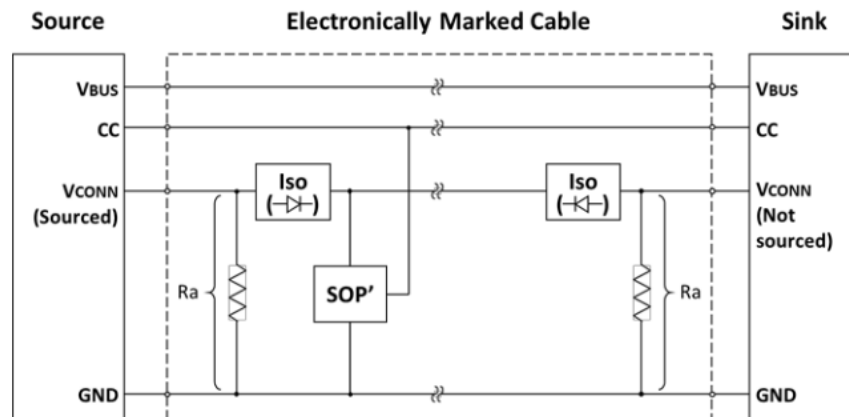 Source Electronically Marked Cable Sink
VBUS VBUS
CC CC
Iso Iso
VCONN VCONN
(Sourced) (Not
sourced)
Ra SOP’ Ra
GND GND